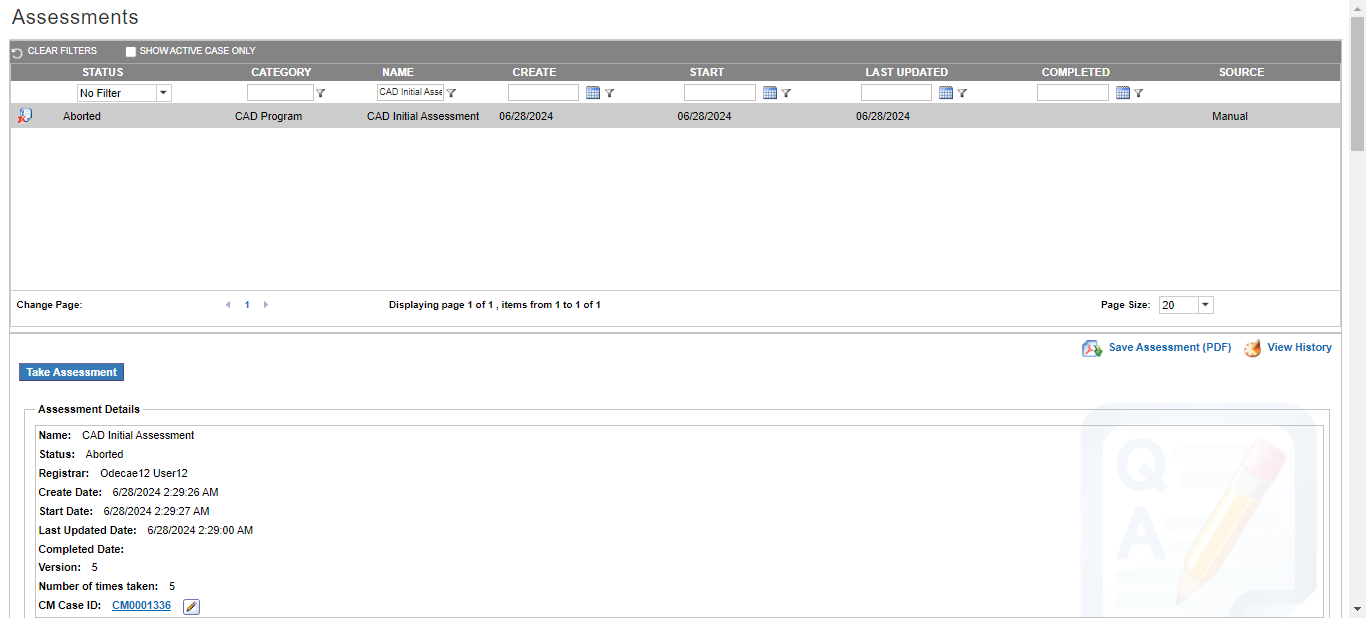 Assessments
CLEAR FILTERS SHOW ACTIVE CASE ONLY
STATUS CATEGORY NAME CREATE START LAST UPDATED COMPLETED SOURCE
No Filter CAD Initial Asse
Aborted CAD Program CAD Initial Assessment 06/28/2024 06/28/2024 06/28/2024 Manual
Change Page: 1 Displaying page 1 of 1 , items from 1 to 1 of 1 Page Size: 20
Save Assessment (PDF) View History
Take Assessment
Assessment Details
Name: CAD Initial Assessment
Status: Aborted
Registrar: Odecae12 User12
Create Date: 6/28/2024 2:29:26 AM
Start Date: 6/28/2024 2:29:27 AM
Last Updated Date: 6/28/2024 2:29:00 AM
Completed Date:
Version: 5
Number of times taken: 5
CM Case ID: CM0001336
Q
A